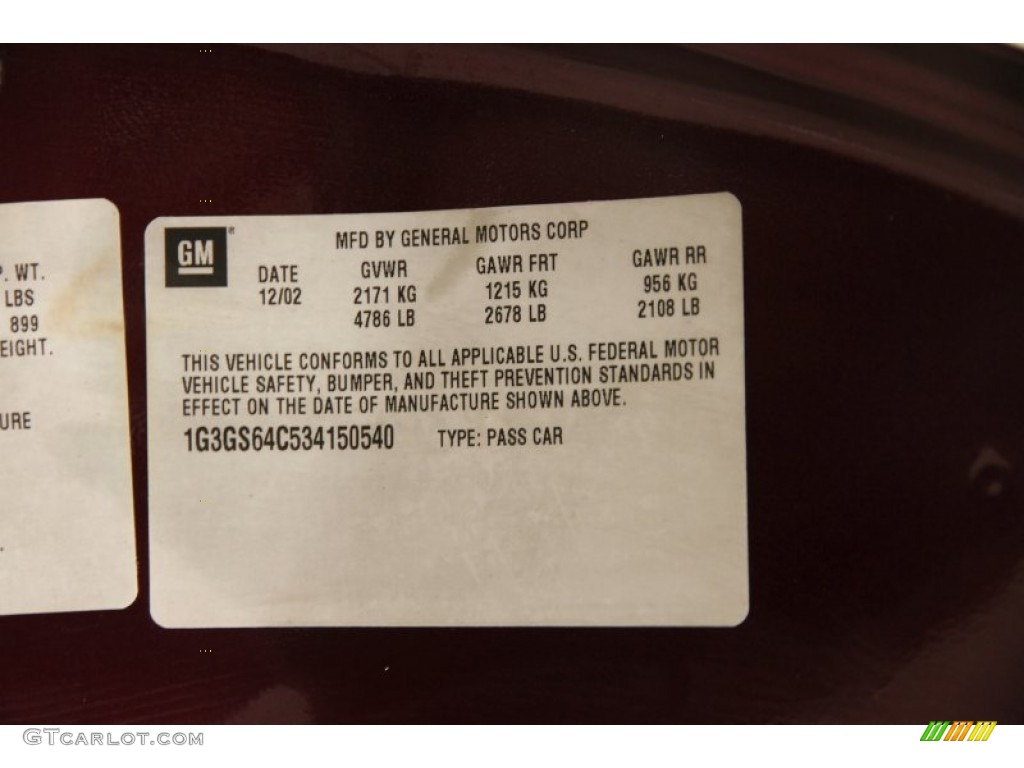 P. WT.
LBS
899
EIGHT.
URE
GM
MFD BY GENERAL MOTORS CORP
DATE GVWR GAWR FRT GAWR RR
12/02 2171 KG 1215 KG 956 KG
4786 LB 2678 LB 2108 LB
THIS VEHICLE CONFORMS TO ALL APPLICABLE U.S. FEDERAL MOTOR
VEHICLE SAFETY, BUMPER, AND THEFT PREVENTION STANDARDS IN
EFFECT ON THE DATE OF MANUFACTURE SHOWN ABOVE.
1G3GS64C534150540 TYPE: PASS CAR
GTCARLOT.COM